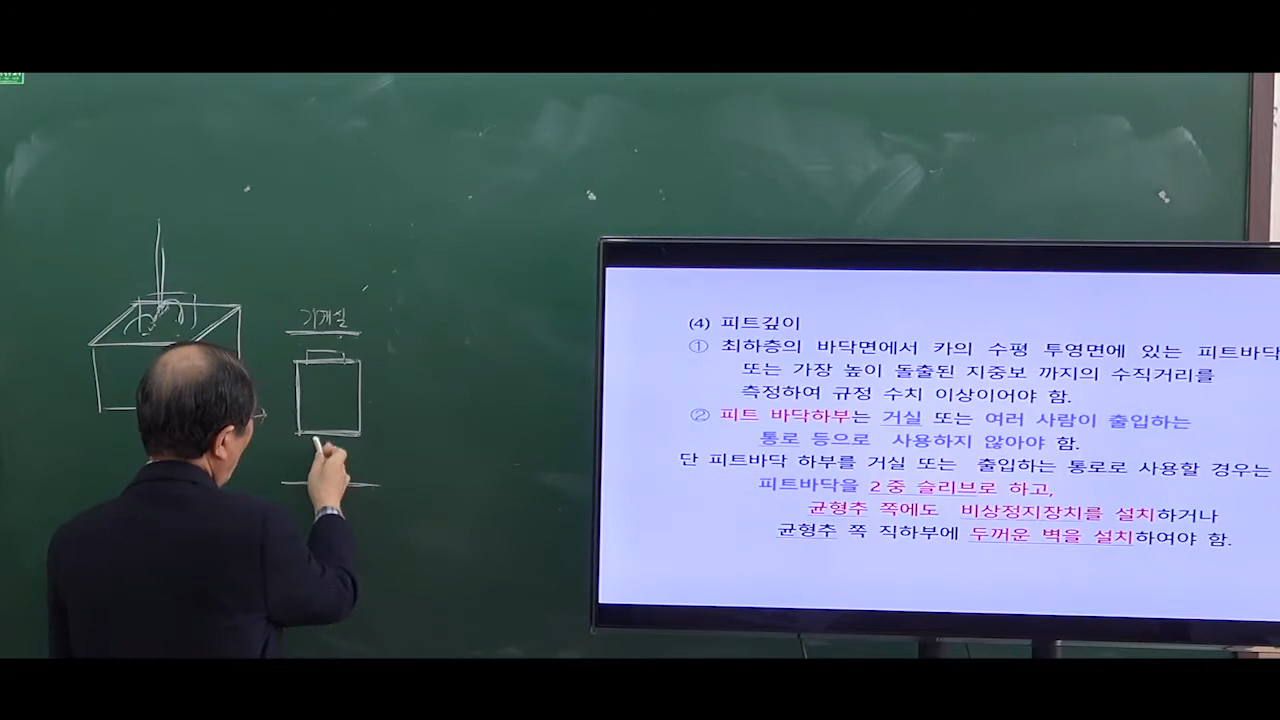 기계실
(4) 피트깊이
① 최하층의 바닥면에서 카의 수평 투영면에 있는 피트바닥
또는 가장 높이 돌출된 지중보 까지의 수직거리를
측정하여 규정 수치 이상이어야 함.
② 피트 바닥하부는 거실 또는 여러 사람이 출입하는
통로 등으로 사용하지 않아야 함.
단 피트바닥 하부를 거실 또는 출입하는 통로로 사용할 경우는
피트바닥을 2중 슬리브로 하고,
균형추 쪽에도 비상정지장치를 설치하거나
균형추 쪽 직하부에 두꺼운 벽을 설치하여야 함.